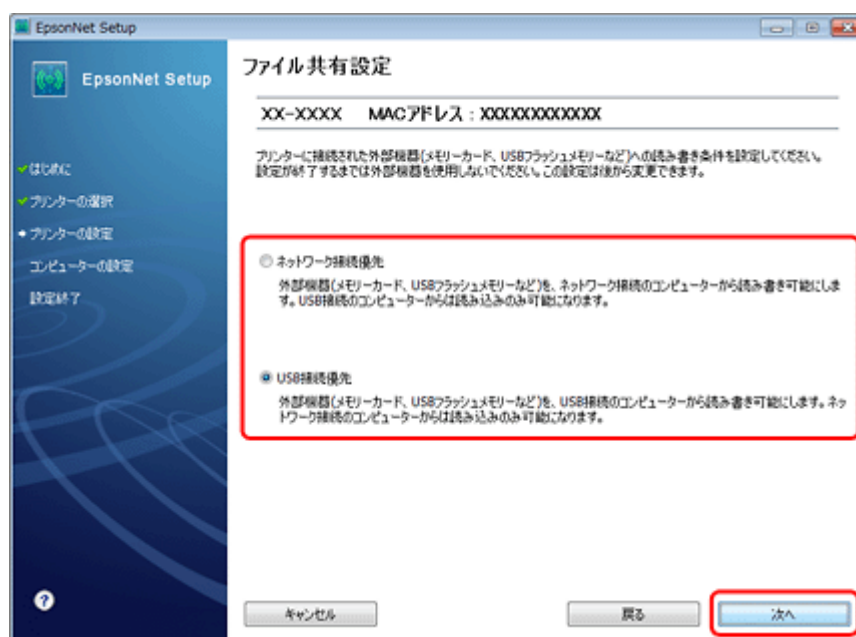 EpsonNet Setup
EpsonNet Setup
はじめに
プリンターの選択
プリンターの設定
コンピューターの設定
設定終了
ファイル共有設定
XX-XXXX MACアドレス：XXXXXXXXXXXX
プリンターに接続された外部機器(メモリーカード、USBフラッシュメモリーなど)への読み書き条件を設定してください。
設定が終了するまでは外部機器を使用しないでください。この設定は後から変更できます。
ネットワーク接続優先
外部機器(メモリーカード、USBフラッシュメモリーなど)を、ネットワーク接続のコンピューターから読み書き可能にしま
す。USB接続のコンピューターからは読み込みのみ可能になります。
USB接続優先
外部機器(メモリーカード、USBフラッシュメモリーなど)を、USB接続のコンピューターから読み書き可能にします。ネッ
トワーク接続のコンピューターからは読み込みのみ可能になります。
?
キャンセル
戻る
次へ